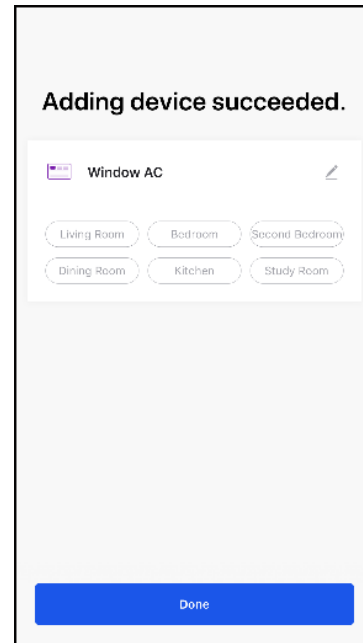 Adding device succeeded.
Window AC
Living Room Bedroom Second Bedroom
Dining Room Kitchen Study Room
Done